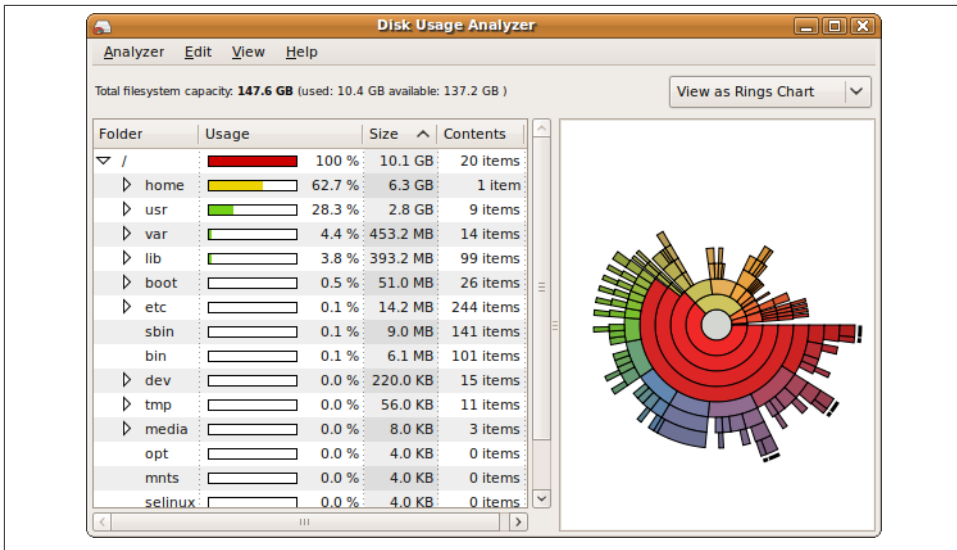 Disk Usage Analyzer
Analyzer Edit View Help
Total filesystem capacity: 147.6 GB (used: 10.4 GB available: 137.2 GB )
View as Rings Chart
Folder Usage Size Contents
/ 100 % 10.1 GB 20 items
home 62.7 % 6.3 GB 1 item
usr 28.3 % 2.8 GB 9 items
var 4.4 % 453.2 MB 14 items
lib 3.8 % 393.2 MB 99 items
boot 0.5 % 51.0 MB 26 items
etc 0.1 % 14.2 MB 244 items
sbin 0.1 % 9.0 MB 141 items
bin 0.1 % 6.1 MB 101 items
dev 0.0 % 220.0 KB 15 items
tmp 0.0 % 56.0 KB 11 items
media 0.0 % 8.0 KB 3 items
opt 0.0 % 4.0 KB 0 items
mnts 0.0 % 4.0 KB 0 items
selinux 0.0 % 4.0 KB 0 items